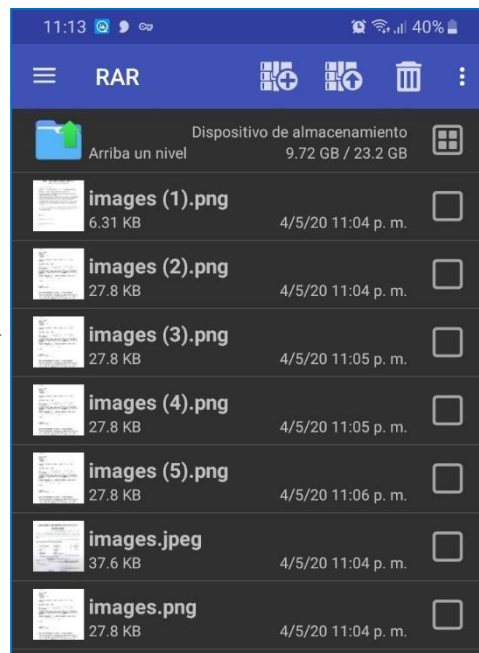 11:13 40%
RAR
Dispositivo de almacenamiento
Arriba un nivel 9.72 GB / 23.2 GB
images (1).png
6.31 KB 4/5/20 11:04 p. m.
images (2).png
27.8 KB 4/5/20 11:04 p. m.
images (3).png
27.8 KB 4/5/20 11:05 p. m.
images (4).png
27.8 KB 4/5/20 11:05 p. m.
images (5).png
27.8 KB 4/5/20 11:06 p. m.
images.jpeg
37.6 KB 4/5/20 11:04 p. m.
images.png
27.8 KB 4/5/20 11:04 p. m.